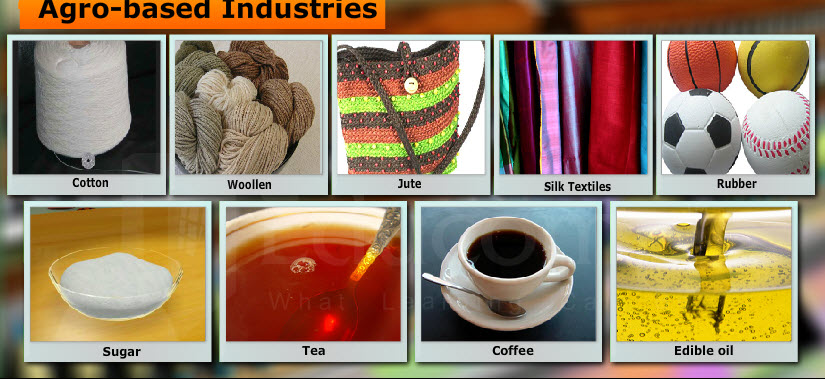 Agro-based Industries
Cotton
Woollen
Jute
Silk Textiles
Rubber
Sugar
Tea
Coffee
Edible oil